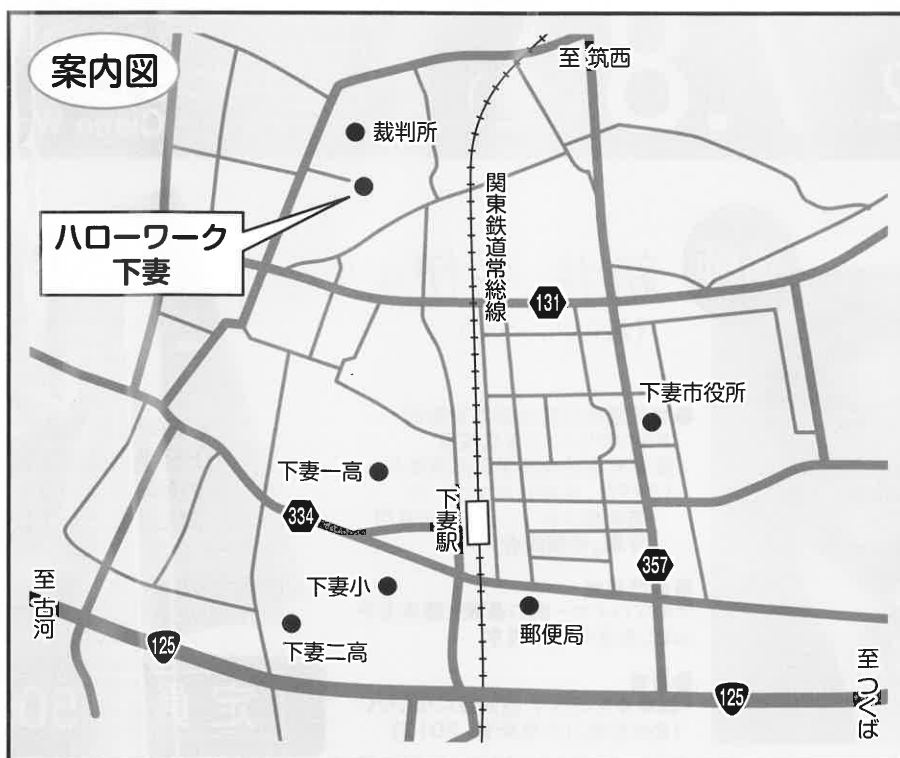 案内図
至 筑西
裁判所
関東鉄道常総線
ハローワーク
下妻
131
下妻市役所
下妻一高
334
下妻駅
357
下妻小
至古河
郵便局
下妻二高
125
至つくば
125